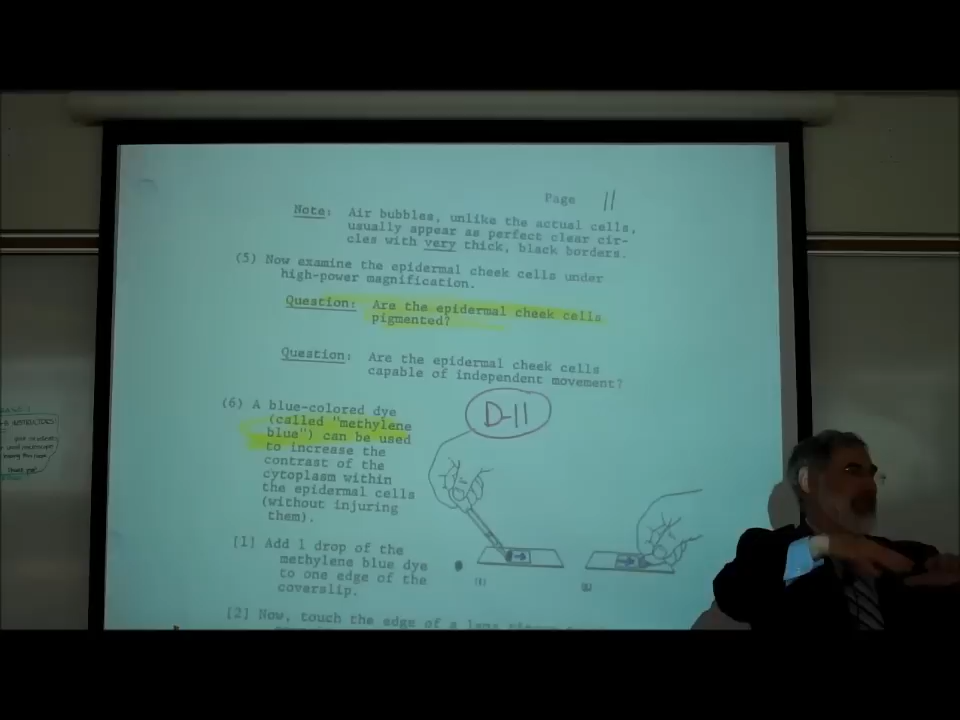 Page 11
Note: Air bubbles, unlike the actual cells,
usually appear as perfect clear cir-
cles with very thick, black borders.
(5) Now examine the epidermal cheek cells under
high-power magnification.
Question: Are the epidermal cheek cells
pigmented?
Question: Are the epidermal cheek cells
capable of independent movement?
(6) A blue-colored dye
(called "methylene
blue") can be used
to increase the
contrast of the
cytoplasm within
the epidermal cells
(without injuring
them).
D-11
[1] Add 1 drop of the
methylene blue dye
to one edge of the
coverslip.
(1)
[2] Now, touch the edge of a